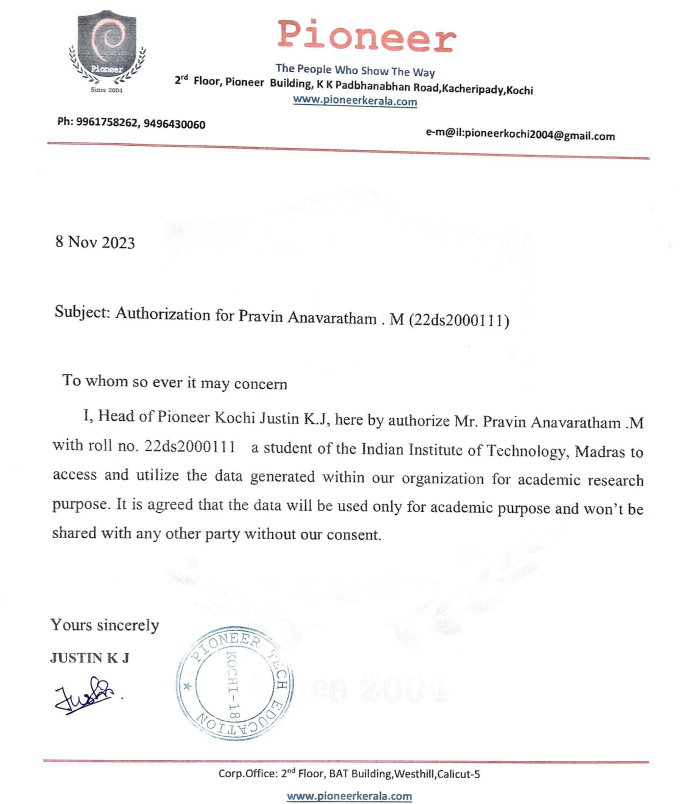 Pioneer
Pioneer
Since 2004
The People Who Show The Way
2rd Floor, Pioneer Building, K K Padbhanabhan Road,Kacheripady,Kochi
www.pioneerkerala.com
Ph: 9961758262, 9496430060
e-m@il:pioneerkochi2004@gmail.com
8 Nov 2023
Subject: Authorization for Pravin Anavaratham . M (22ds2000111)
To whom so ever it may concern
I, Head of Pioneer Kochi Justin K.J, here by authorize Mr. Pravin Anavaratham .M
with roll no. 22ds2000111 a student of the Indian Institute of Technology, Madras to
access and utilize the data generated within our organization for academic research
purpose. It is agreed that the data will be used only for academic purpose and won't be
shared with any other party without our consent.
Yours sincerely
JUSTIN K J
Justin
PIONEER TECH EDUCATION
KOCHI-18
Since 2004
Corp.Office: 2nd Floor, BAT Building,Westhill,Calicut-5
www.pioneerkerala.com